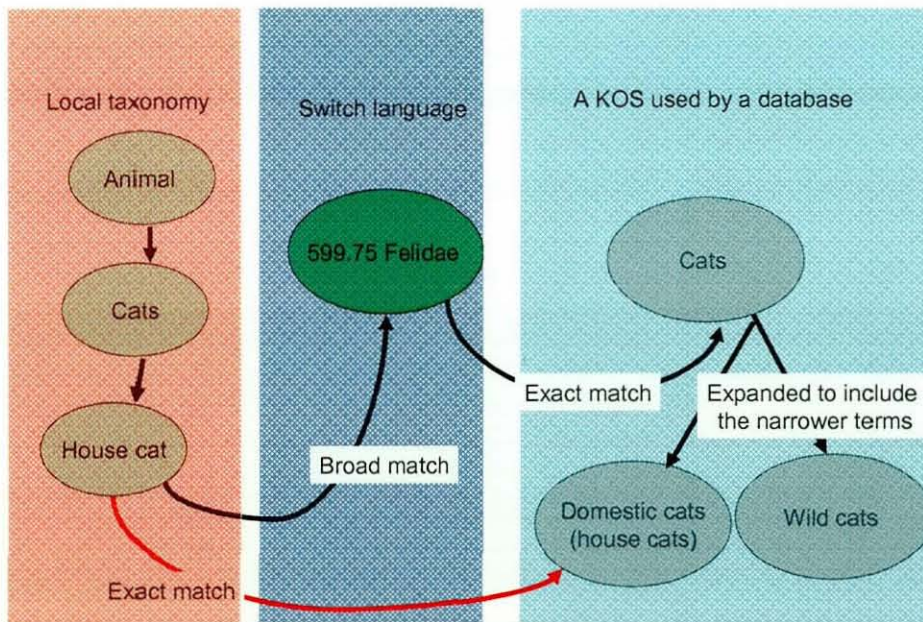 Local taxonomy
Animal
Cats
House cat
Exact match
Switch language
599.75 Felidae
Broad match
A KOS used by a database
Cats
Exact match
Expanded to include
the narrower terms
Domestic cats
(house cats)
Wild cats